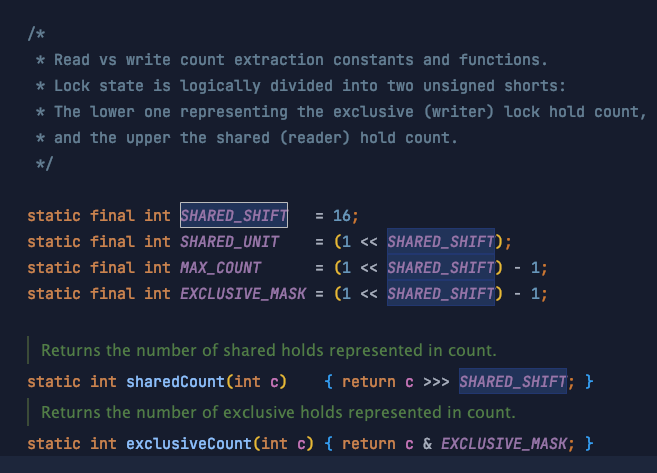 /*
 * Read vs write count extraction constants and functions.
 * Lock state is logically divided into two unsigned shorts:
 * The lower one representing the exclusive (writer) lock hold count,
 * and the upper the shared (reader) hold count.
 */
static final int SHARED_SHIFT   = 16;
static final int SHARED_UNIT    = (1 << SHARED_SHIFT);
static final int MAX_COUNT      = (1 << SHARED_SHIFT) - 1;
static final int EXCLUSIVE_MASK = (1 << SHARED_SHIFT) - 1;
Returns the number of shared holds represented in count.
static int sharedCount(int c)    { return c >>> SHARED_SHIFT; }
Returns the number of exclusive holds represented in count.
static int exclusiveCount(int c) { return c & EXCLUSIVE_MASK; }